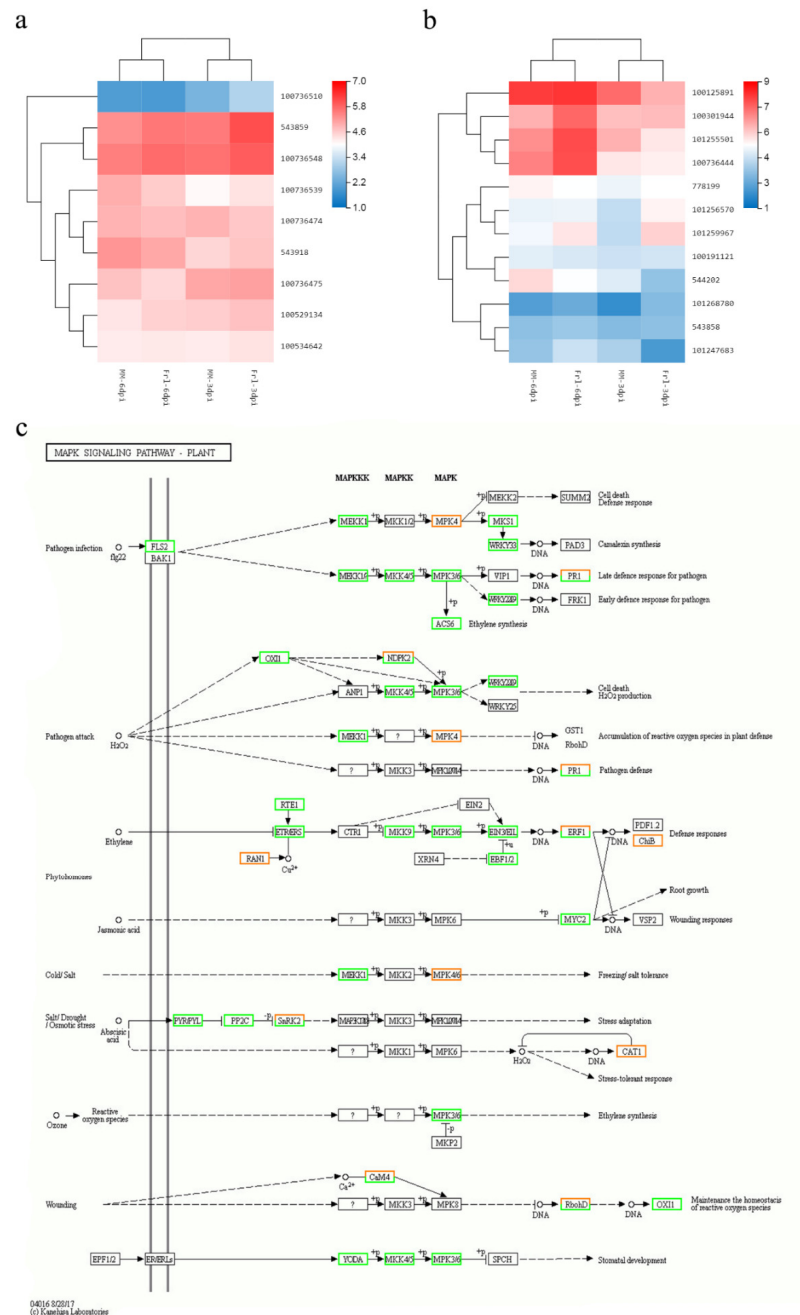 a
b
7.0
5.8
4.6
3.4
2.2
1.0
100736510
543859
100736548
100736539
100736474
543918
100736475
100529134
100534642
MM-6dpi
Frl-6dpi
MM-3dpi
Frl-3dpi
9
7
6
4
3
1
100125891
100301944
101255501
100736444
778199
101256570
101259967
100191121
544202
101268780
543858
101247683
MM-6dpi
Frl-6dpi
MM-3dpi
Frl-3dpi
c
MAPK SIGNALING PATHWAY - PLANT
MAPKKK MAPKK MAPK
Pathogen infection
flg22
FLS2
BAK1
MEKK1 +p MKK1/2 +p MPK4 +p MEKK2 SUMM2
Cell death
Defense response
+p MKS1
WRKY33 DNA PAD3 Camalexin synthesis
MEKK1/ +p MKK4/5 +p MPK3/6 +p VIP1 DNA PR1 Late defence response for pathogen
DNA FRK1 Early defence response for pathogen
+p
ACS6 Ethylene synthesis
OXI1 NDPK2
+p
ANP1 +p MKK4/5 +p MPK3/6
WRKY25
Cell death
H2O2 production
Pathogen attack
H2O2
MEKK1 +p ? +p MPK4 DNA
GST1
RbohD
Accumulation of reactive oxygen species in plant defense
? +p MKK3 +p DNA PR1 Pathogen defense
RTE1
EIN2
Ethylene
ETR/ERS CTR1 +p MKK9 +p MPK3/6 +p EIN3/EIL DNA ERF1 DNA
PDF1.2
ChiB
Defense responses
+u
RAN1 Cu2+ XRN4 EBF1/2
Phytohormones
Root growth
Jasmonic acid
? +p MKK3 +p MPK6 +p MYC2 DNA VSP2 Wounding responses
Cold/ Salt MEKK1 +p MKK2 +p MPK4/6 Freezing/ salt tolerance
Salt/ Drought
/ Osmotic stress
Abscisic
acid
PYR/PYL PP2C -p SnRK2 +p MKK3 +p Stress adaptation
? +p MKK1 +p MPK6 H2O2 DNA CAT1
Stress-tolerant response
Ozone
Reactive
oxygen species
? +p ? +p MPK3/6 Ethylene synthesis
-p
MKP2
Wounding
Ca2+ CaM4
? +p MKK3 +p MPK8 DNA RbohD DNA OXI1
Maintenance the homeostacis
of reactive oxygen species
EPF1/2 ER/ERLs YODA +p MKK4/5 +p MPK3/6 +p SPCH Stomatal development
04016 8/28/17
(c) Kanehisa Laboratories